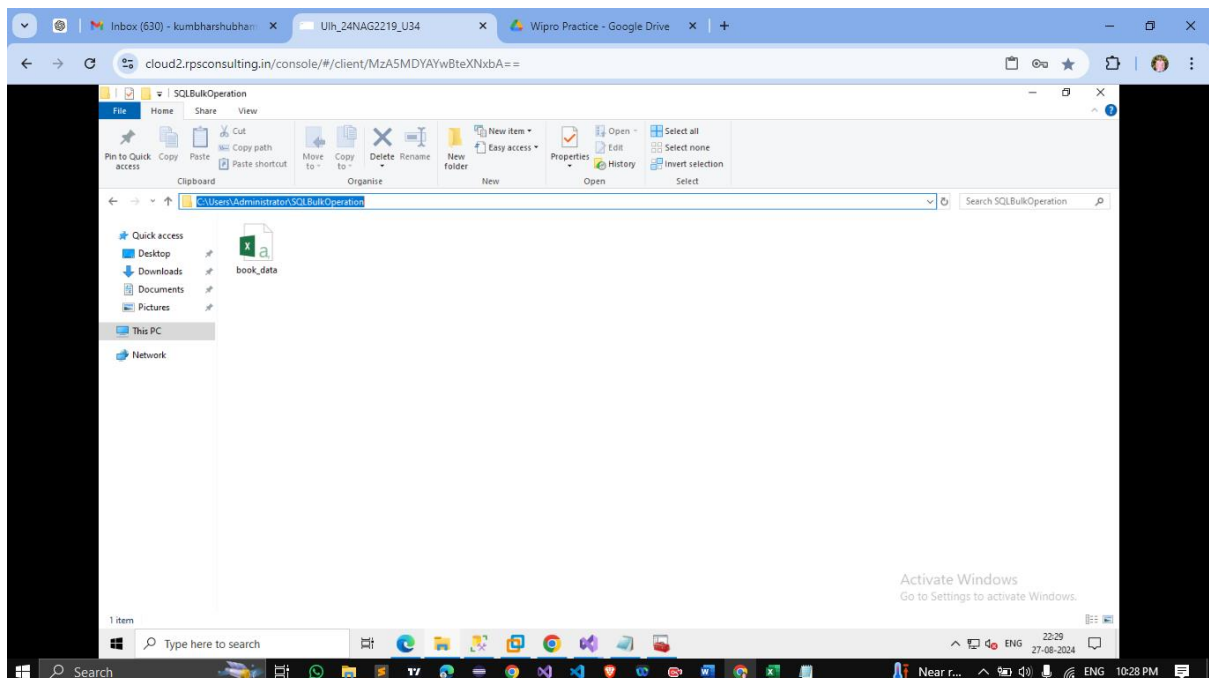 Inbox (630) - kumbharshubham
Ulh_24NAG2219_U34
Wipro Practice - Google Drive
cloud2.rpsconsulting.in/console/#/client/MzA5MDYAYwBteXNxbA==
SQLBulkOperation
File Home Share View
Pin to Quick access
Copy
Paste
Cut
Copy path
Paste shortcut
Clipboard
Move to
Copy to
Delete
Rename
Organise
New folder
New item
Easy access
New
Properties
Open
Edit
History
Open
Select all
Select none
Invert selection
Select
C:\Users\Administrator\SQLBulkOperation
Search SQLBulkOperation
Quick access
Desktop
Downloads
Documents
Pictures
This PC
Network
book_data
Activate Windows
Go to Settings to activate Windows.
1 item
Type here to search
ENG
22:29
27-08-2024
Search
Near r...
ENG 10:28 PM